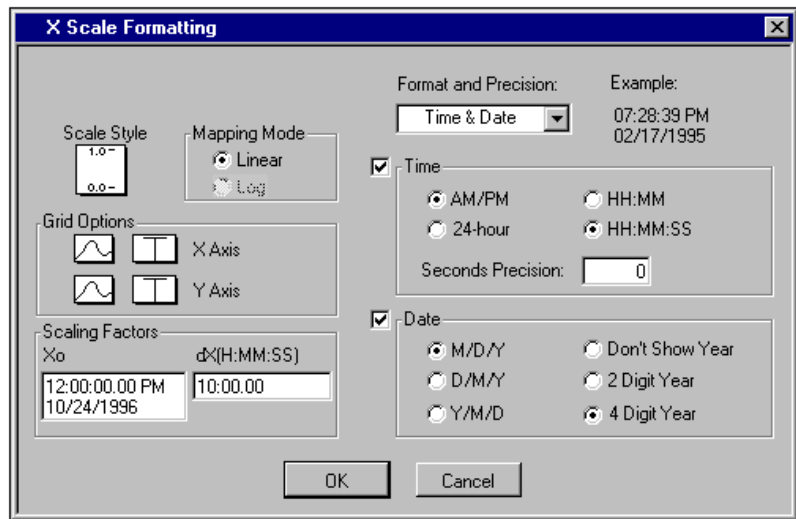 X Scale Formatting
Format and Precision:
Example:
Time & Date
07:28:39 PM
02/17/1995
Scale Style
1.0
0.0
Mapping Mode
Linear
Log
Time
AM/PM
HH:MM
24-hour
HH:MM:SS
Seconds Precision:
0
Grid Options
X Axis
Y Axis
Date
M/D/Y
Don't Show Year
D/M/Y
2 Digit Year
Y/M/D
4 Digit Year
Scaling Factors
Xo
dX(H:MM:SS)
12:00:00.00 PM
10/24/1996
10:00.00
OK
Cancel